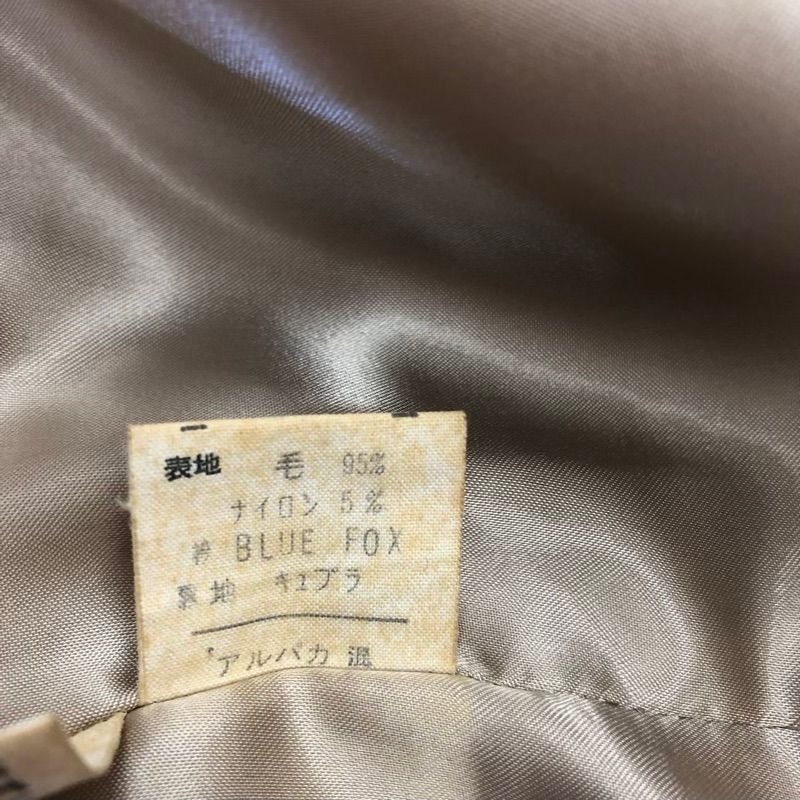 表地 毛 95%
ナイロン 5%
衿 BLUE FOX
裏地 キュプラ
アルパカ 混